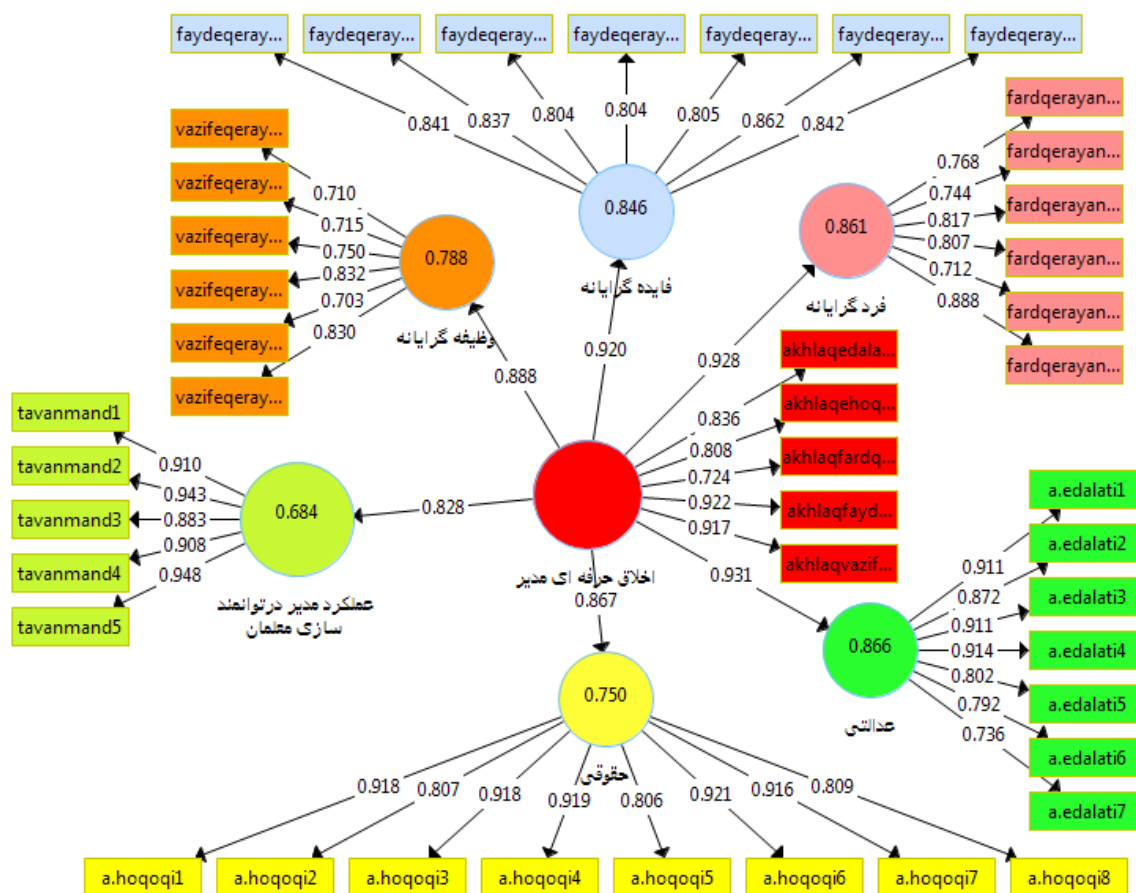 faydeqeray... faydeqeray... faydeqeray... faydeqeray... faydeqeray... faydeqeray... faydeqeray...
0.841 0.837 0.804 0.804 0.805 0.862 0.842
0.846
فایده گرایانه
vazifeqeray...
vazifeqeray...
vazifeqeray...
vazifeqeray...
vazifeqeray...
vazifeqeray...
0.710
0.715
0.750
0.832
0.703
0.830
0.788
وظیفه گرایانه
fardqerayan...
fardqerayan...
fardqerayan...
fardqerayan...
fardqerayan...
fardqerayan...
0.768
0.744
0.817
0.807
0.712
0.888
0.861
فرد گرایانه
0.888
0.920
0.928
akhlaqedala...
akhlaqehoq...
akhlaqfardq...
akhlaqfayd...
akhlaqvazif...
0.836
0.808
0.724
0.922
0.917
اخلاق حرفه ای مدیر
0.828
0.867
0.931
tavanmand1
tavanmand2
tavanmand3
tavanmand4
tavanmand5
0.910
0.943
0.883
0.908
0.948
0.684
عملکرد مدیر درتوانمند
سازی معلمان
a.edalati1
a.edalati2
a.edalati3
a.edalati4
a.edalati5
a.edalati6
a.edalati7
0.911
0.872
0.911
0.914
0.802
0.792
0.736
0.866
عدالتی
0.750
حقوقی
0.918 0.807 0.918 0.919 0.806 0.921 0.916 0.809
a.hoqoqi1 a.hoqoqi2 a.hoqoqi3 a.hoqoqi4 a.hoqoqi5 a.hoqoqi6 a.hoqoqi7 a.hoqoqi8